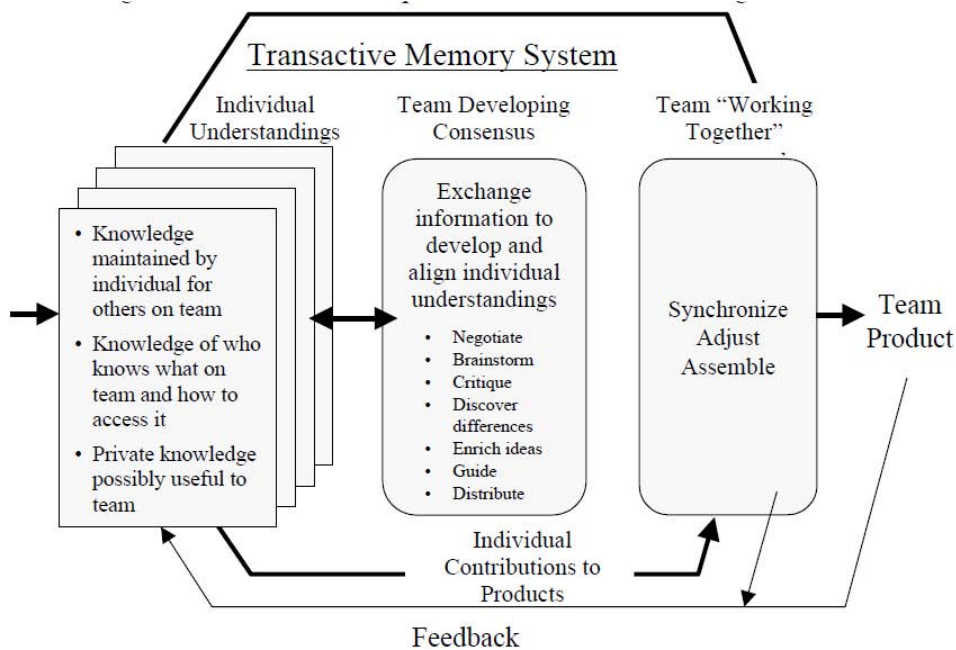 Transactive Memory System
Individual
Understandings
Team Developing
Consensus
Team “Working
Together”
• Knowledge
maintained by
individual for
others on team
• Knowledge of who
knows what on
team and how to
access it
• Private knowledge
possibly useful to
team
Exchange
information to
develop and
align individual
understandings
• Negotiate
• Brainstorm
• Critique
• Discover
differences
• Enrich ideas
• Guide
• Distribute
Synchronize
Adjust
Assemble
Team
Product
Individual
Contributions to
Products
Feedback